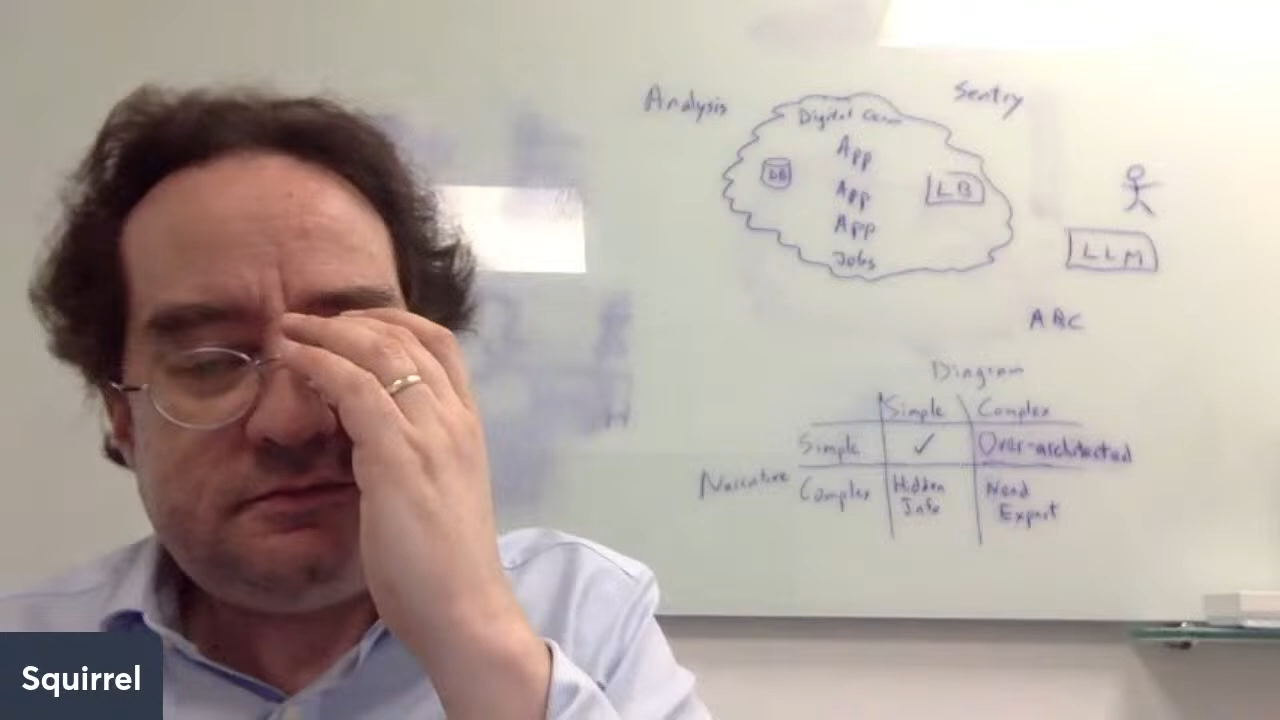 Analysis
Sentry
Digital Ocean
App
DB
App
LB
App
Jobs
LLM
ABC
Diagram
Simple Complex
Simple ✓ Over-architected
Narrative Complex Hidden Info Need Expert
Squirrel